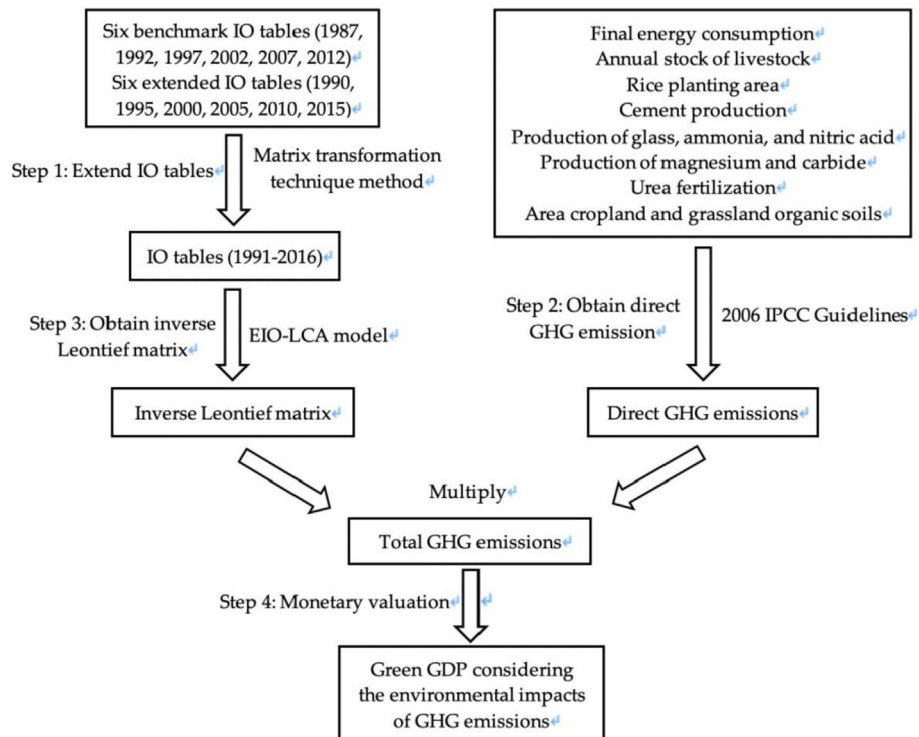 Six benchmark IO tables (1987,
1992, 1997, 2002, 2007, 2012)
Six extended IO tables (1990,
1995, 2000, 2005, 2010, 2015)
Final energy consumption
Annual stock of livestock
Rice planting area
Cement production
Production of glass, ammonia, and nitric acid
Production of magnesium and carbide
Urea fertilization
Area cropland and grassland organic soils
Step 1: Extend IO tables
Matrix transformation
technique method
IO tables (1991-2016)
Step 2: Obtain direct
GHG emission
2006 IPCC Guidelines
Step 3: Obtain inverse
Leontief matrix
EIO-LCA model
Inverse Leontief matrix
Direct GHG emissions
Multiply
Total GHG emissions
Step 4: Monetary valuation
Green GDP considering
the environmental impacts
of GHG emissions